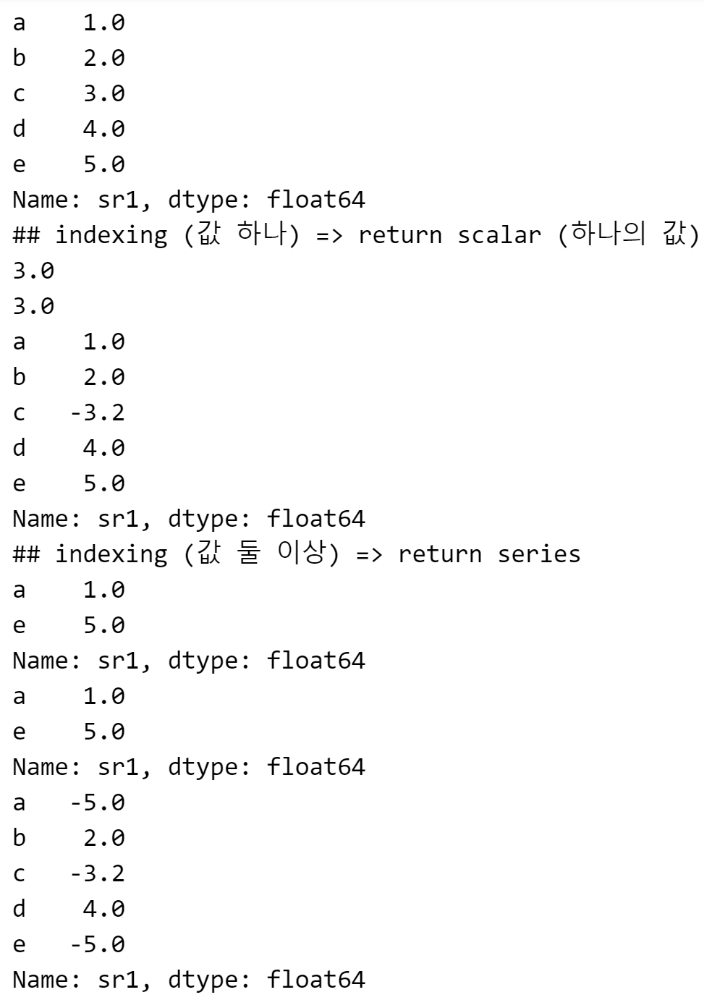 a    1.0
b    2.0
c    3.0
d    4.0
e    5.0
Name: sr1, dtype: float64
## indexing (값 하나) => return scalar (하나의 값)
3.0
3.0
a    1.0
b    2.0
c   -3.2
d    4.0
e    5.0
Name: sr1, dtype: float64
## indexing (값 둘 이상) => return series
a    1.0
e    5.0
Name: sr1, dtype: float64
a    1.0
e    5.0
Name: sr1, dtype: float64
a   -5.0
b    2.0
c   -3.2
d    4.0
e   -5.0
Name: sr1, dtype: float64